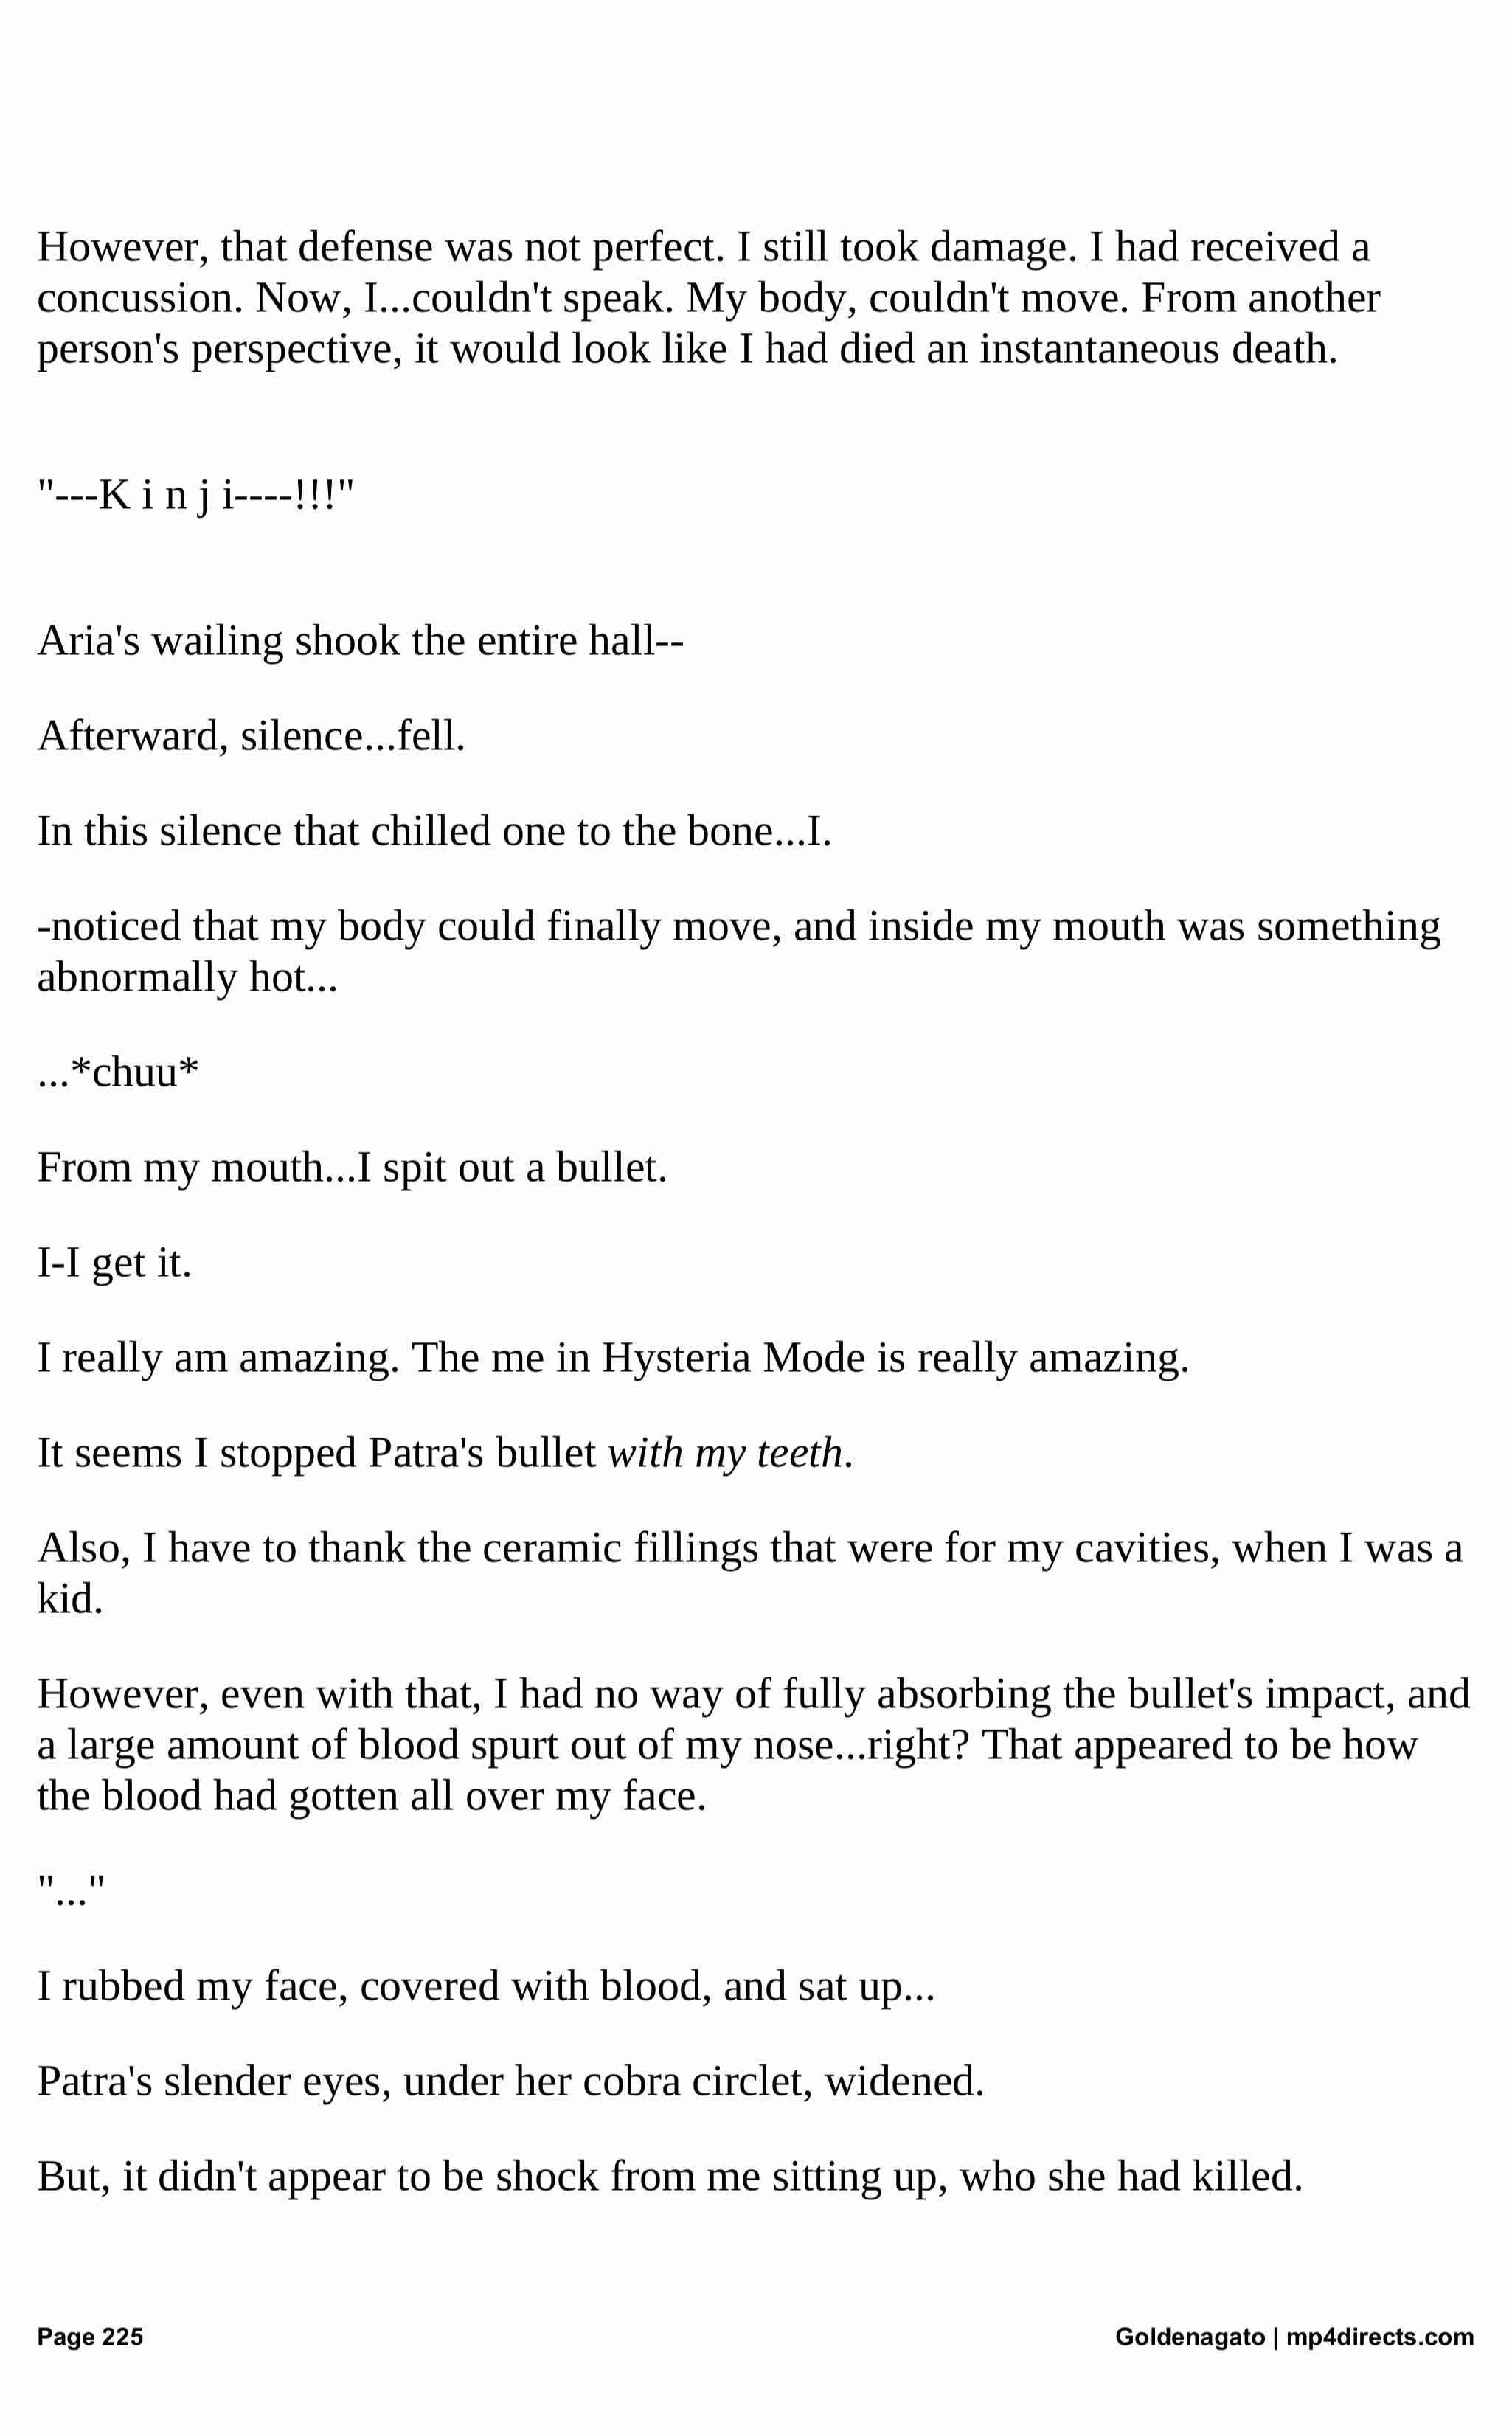 However, that defense was not perfect. I still took damage. I had received a
concussion. Now, I...couldn't speak. My body, couldn't move. From another
person's perspective, it would look like I had died an instantaneous death.
"---K i n j i----!!!"
Aria's wailing shook the entire hall--
Afterward, silence...fell.
In this silence that chilled one to the bone...I.
-noticed that my body could finally move, and inside my mouth was something
abnormally hot...
...*chuu*
From my mouth...I spit out a bullet.
I-I get it.
I really am amazing. The me in Hysteria Mode is really amazing.
It seems I stopped Patra's bullet with my teeth.
Also, I have to thank the ceramic fillings that were for my cavities, when I was a
kid.
However, even with that, I had no way of fully absorbing the bullet's impact, and
a large amount of blood spurt out of my nose...right? That appeared to be how
the blood had gotten all over my face.
"..."
I rubbed my face, covered with blood, and sat up...
Patra's slender eyes, under her cobra circlet, widened.
But, it didn't appear to be shock from me sitting up, who she had killed.
Page 225
Goldenagato | mp4directs.com